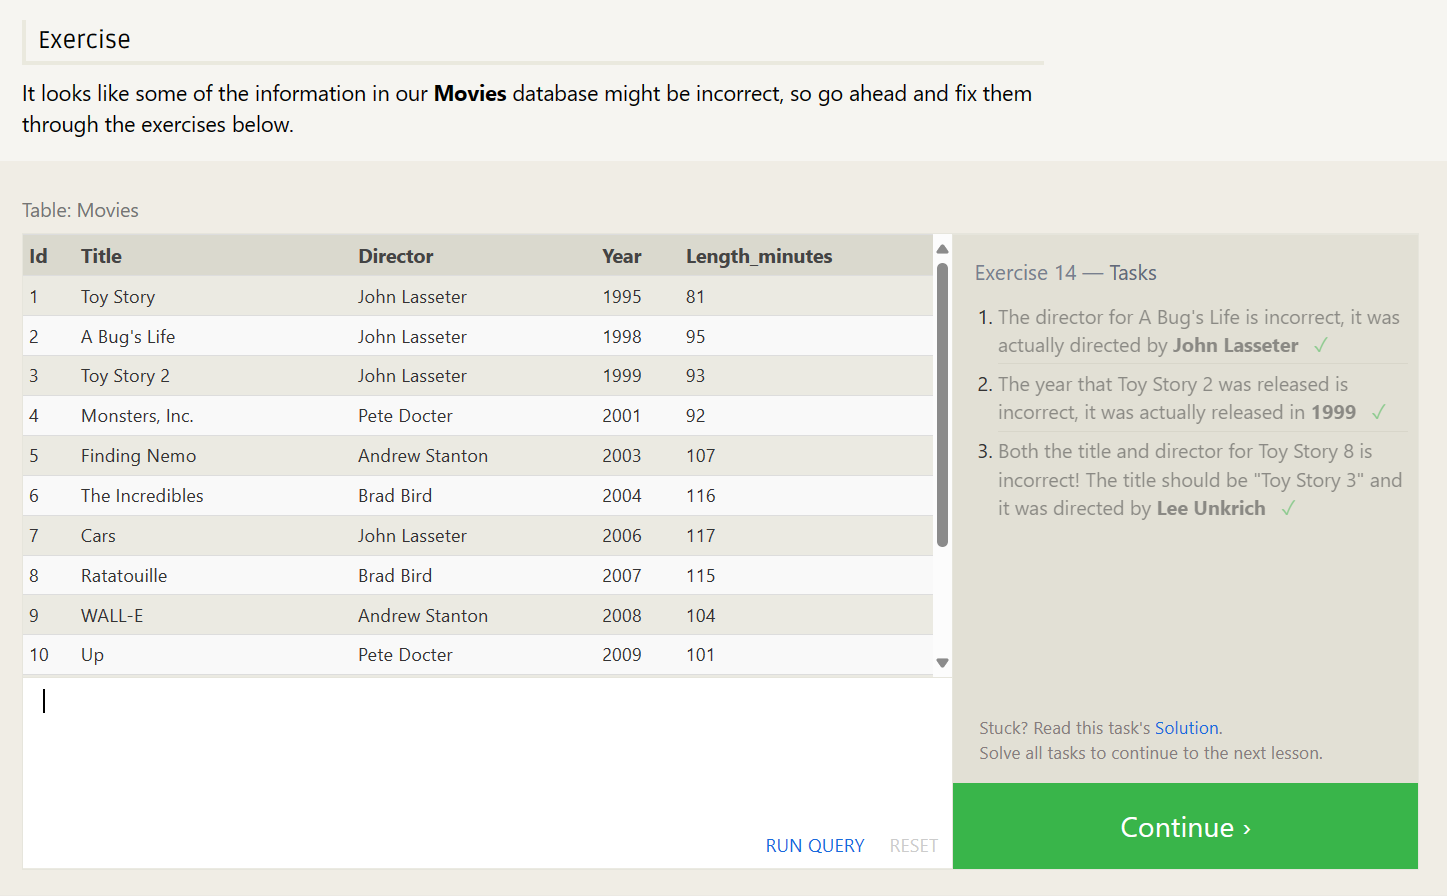 Exercise
It looks like some of the information in our Movies database might be incorrect, so go ahead and fix them
through the exercises below.
Table: Movies
Id Title Director Year Length_minutes
1 Toy Story John Lasseter 1995 81
2 A Bug's Life John Lasseter 1998 95
3 Toy Story 2 John Lasseter 1999 93
4 Monsters, Inc. Pete Docter 2001 92
5 Finding Nemo Andrew Stanton 2003 107
6 The Incredibles Brad Bird 2004 116
7 Cars John Lasseter 2006 117
8 Ratatouille Brad Bird 2007 115
9 WALL-E Andrew Stanton 2008 104
10 Up Pete Docter 2009 101
RUN QUERY RESET
Exercise 14 — Tasks
1. The director for A Bug's Life is incorrect, it was
actually directed by John Lasseter ✓
2. The year that Toy Story 2 was released is
incorrect, it was actually released in 1999 ✓
3. Both the title and director for Toy Story 8 is
incorrect! The title should be "Toy Story 3" and
it was directed by Lee Unkrich ✓
Stuck? Read this task's Solution.
Solve all tasks to continue to the next lesson.
Continue ›